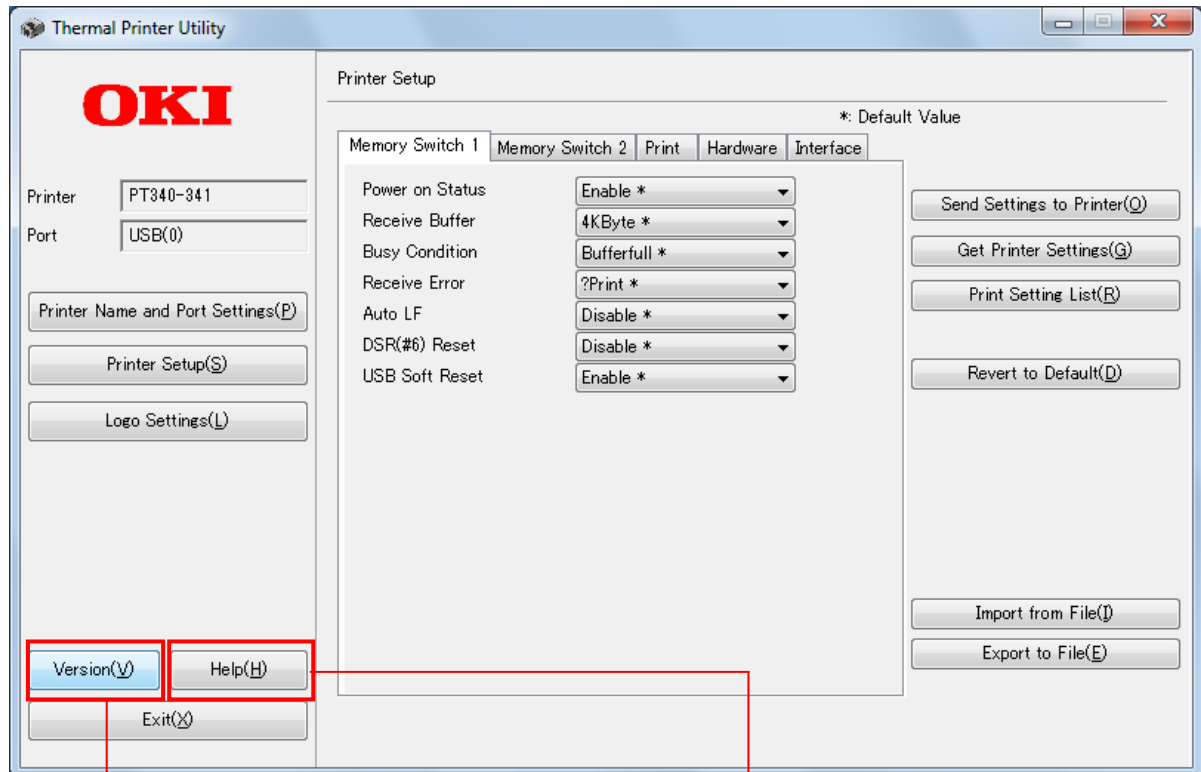 Thermal Printer Utility
OKI
Printer PT340-341
Port USB(0)
Printer Name and Port Settings(P)
Printer Setup(S)
Logo Settings(L)
Version(V) Help(H)
Exit(X)
Printer Setup
*: Default Value
Memory Switch 1 Memory Switch 2 Print Hardware Interface
Power on Status Enable *
Receive Buffer 4KByte *
Busy Condition Bufferfull *
Receive Error ?Print *
Auto LF Disable *
DSR(#6) Reset Disable *
USB Soft Reset Enable *
Send Settings to Printer(O)
Get Printer Settings(G)
Print Setting List(R)
Revert to Default(D)
Import from File(I)
Export to File(E)